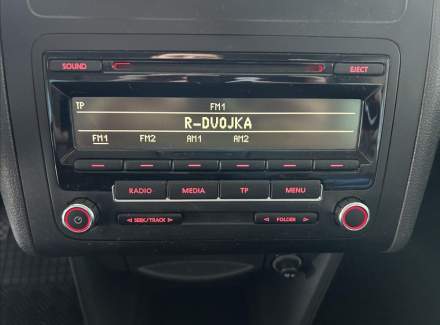 SOUND EJECT
TP FM1
R-DVOJKA
FM1 FM2 AM1 AM2
RADIO MEDIA TP MENU
◁ SEEK/TRACK ▷ ◁ FOLDER ▷